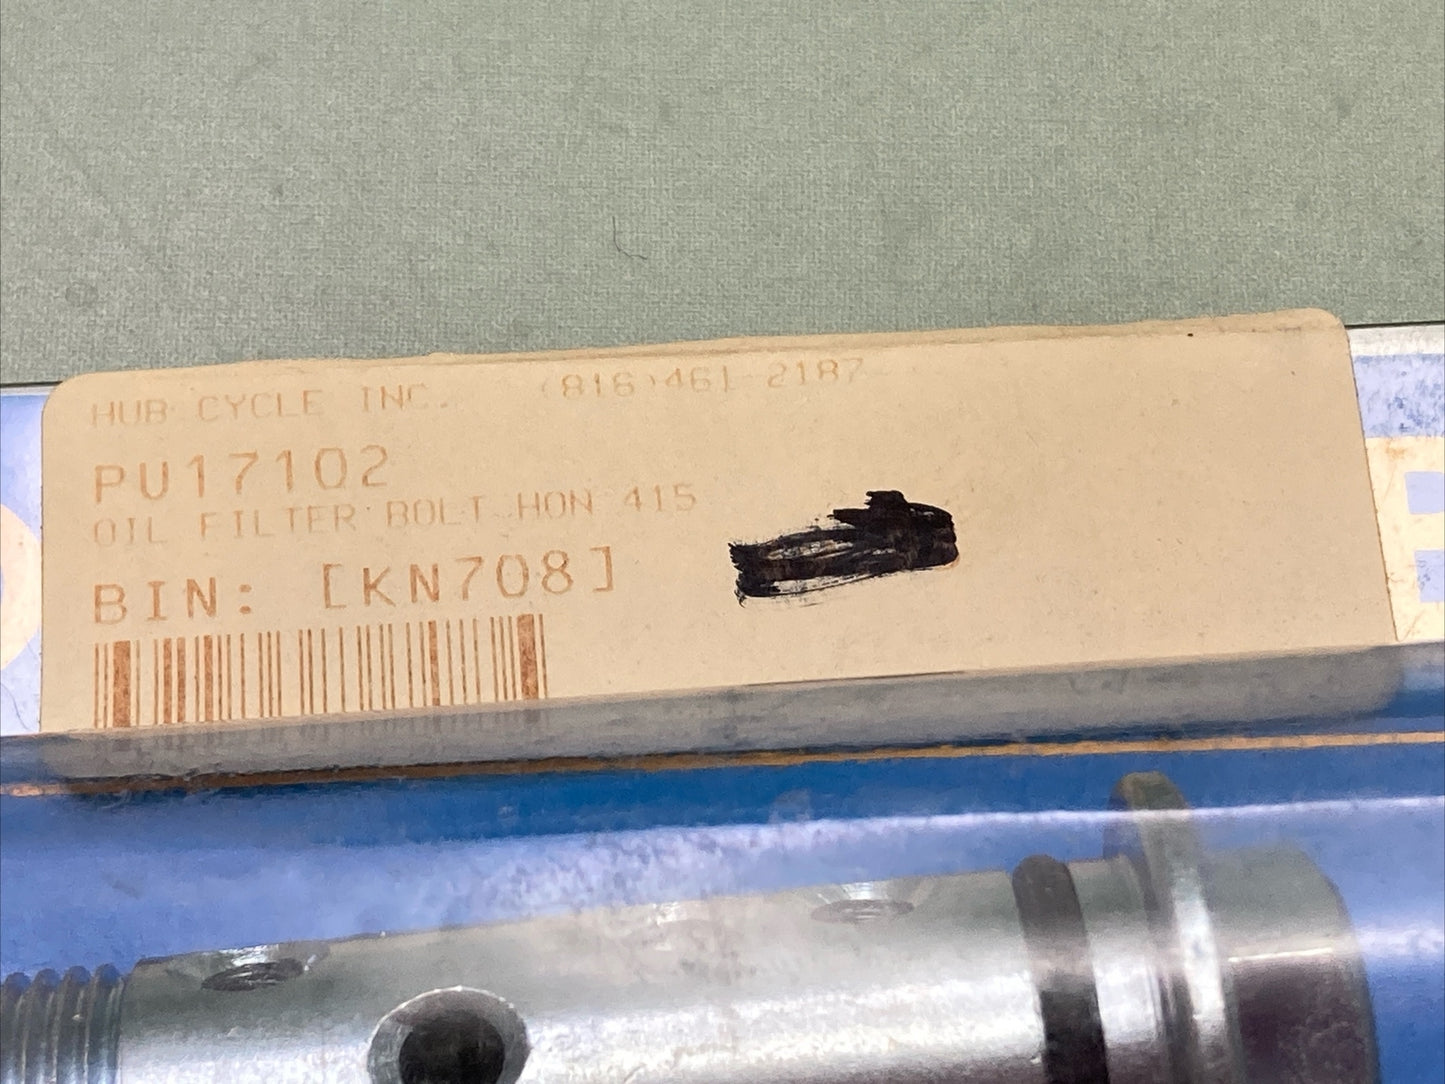 HUB CYCLE INC. (816)461-2187
PU17102
OIL FILTER BOLT HON 415
BIN: [KN708]